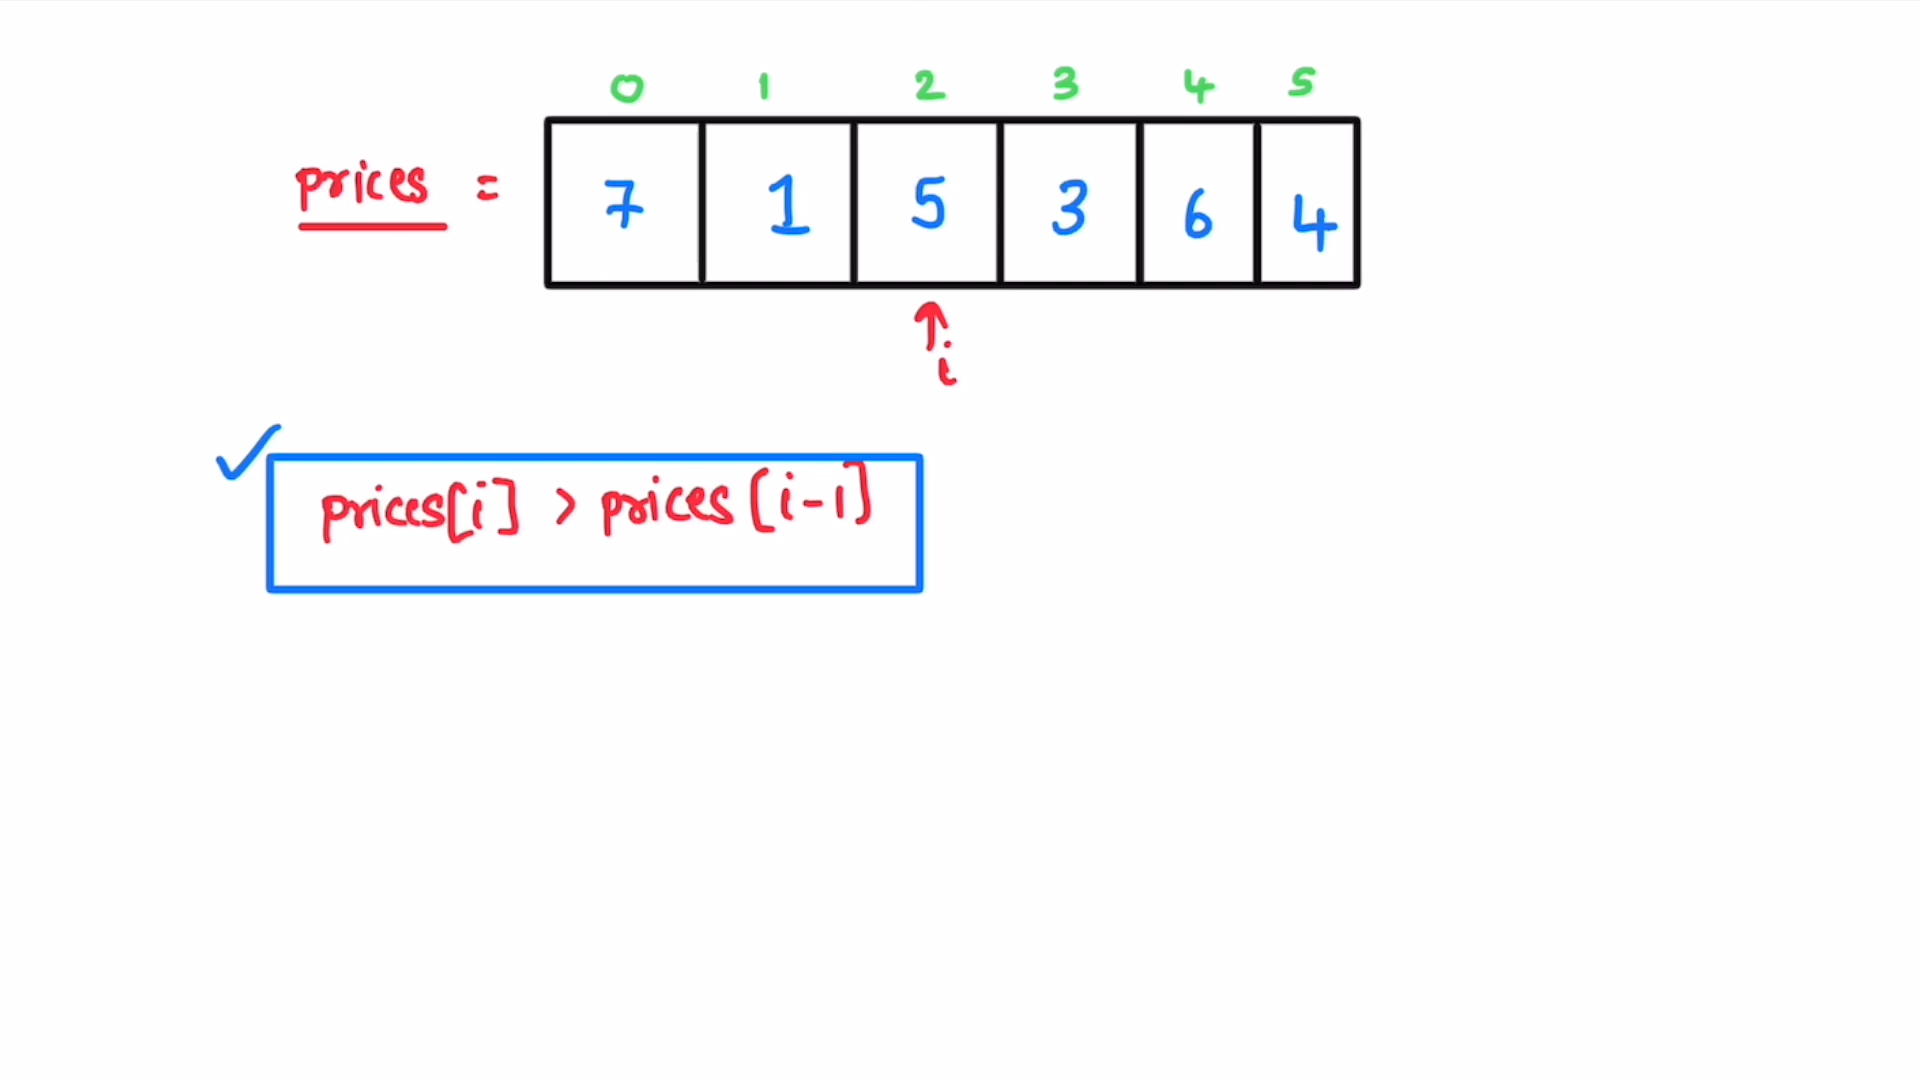 0 1 2 3 4 5
prices = 7 1 5 3 6 4
i
prices[i] > prices[i-1]